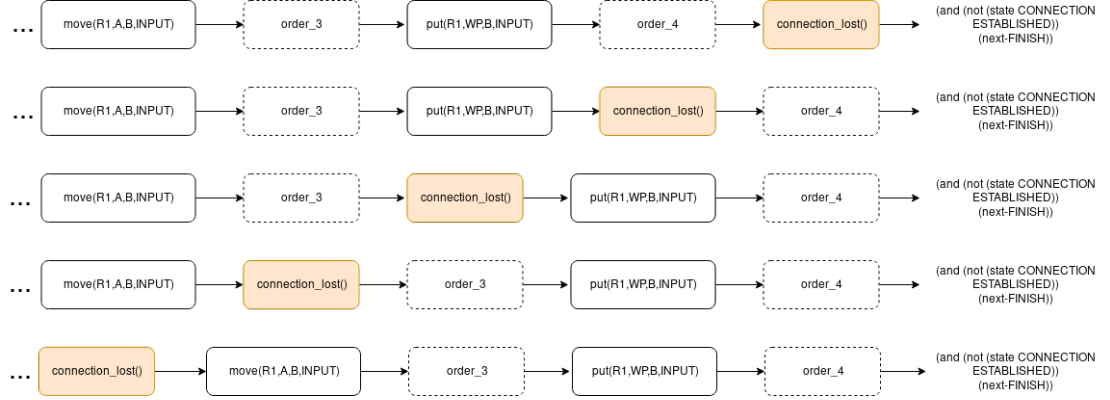 ... move(R1,A,B,INPUT) order_3 put(R1,WP,B,INPUT) order_4 connection_lost() (and (not (state CONNECTION
ESTABLISHED))
(next-FINISH))
... move(R1,A,B,INPUT) order_3 put(R1,WP,B,INPUT) connection_lost() order_4 (and (not (state CONNECTION
ESTABLISHED))
(next-FINISH))
... move(R1,A,B,INPUT) order_3 connection_lost() put(R1,WP,B,INPUT) order_4 (and (not (state CONNECTION
ESTABLISHED))
(next-FINISH))
... move(R1,A,B,INPUT) connection_lost() order_3 put(R1,WP,B,INPUT) order_4 (and (not (state CONNECTION
ESTABLISHED))
(next-FINISH))
... connection_lost() move(R1,A,B,INPUT) order_3 put(R1,WP,B,INPUT) order_4 (and (not (state CONNECTION
ESTABLISHED))
(next-FINISH))